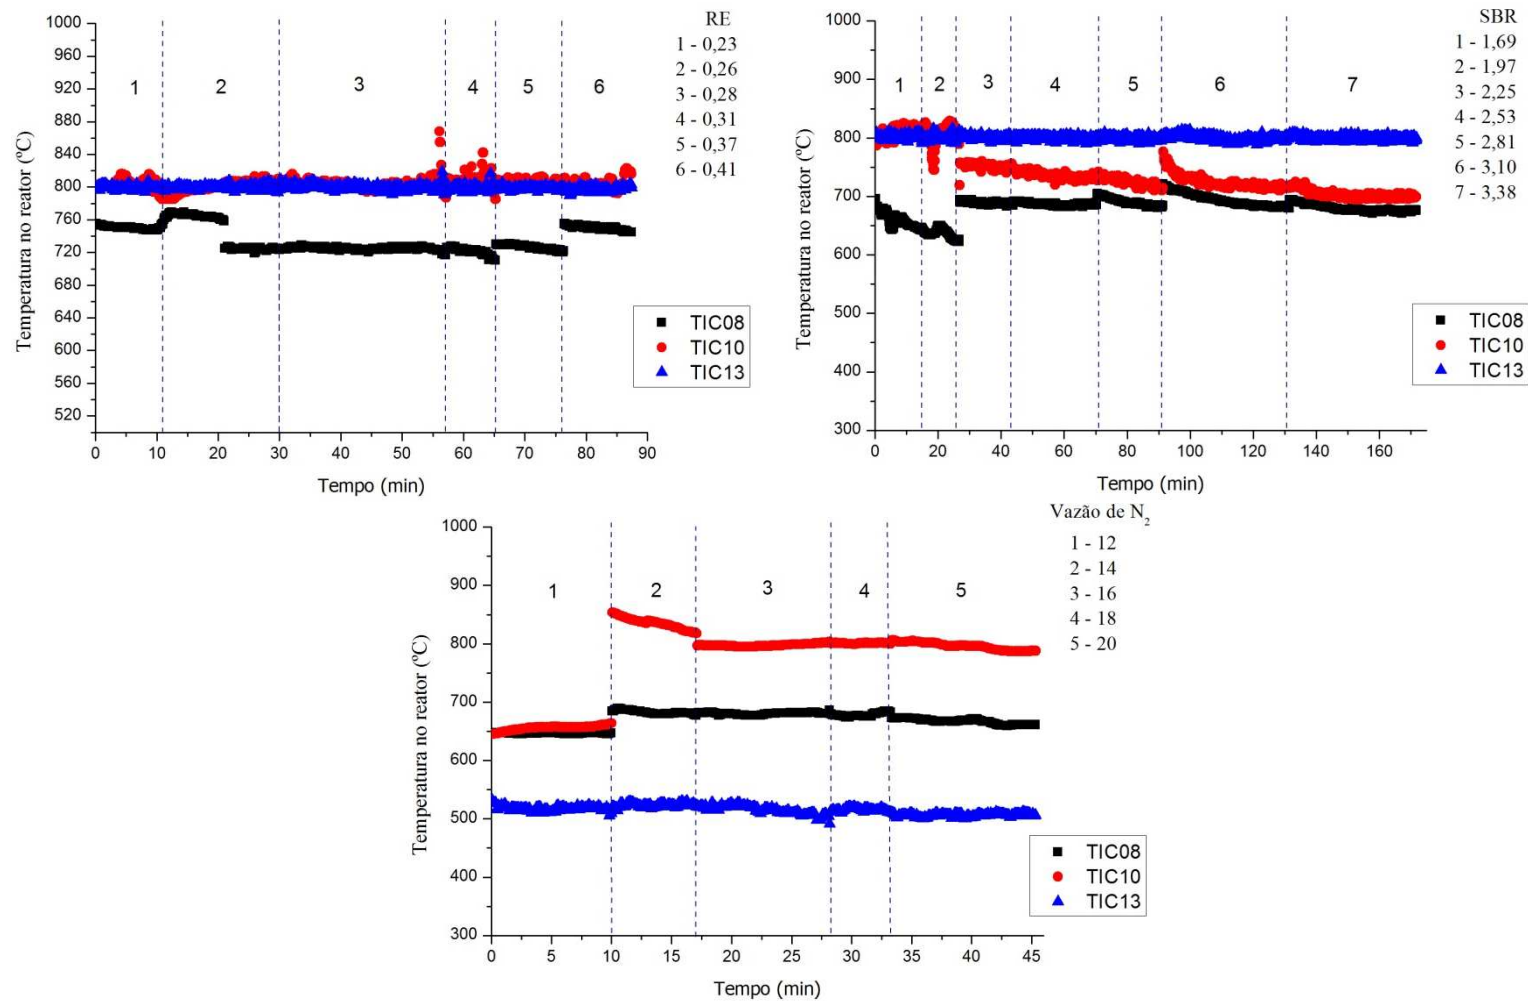 RE
1 - 0,23
2 - 0,26
3 - 0,28
4 - 0,31
5 - 0,37
6 - 0,41
1000
960
920
880
840
800
760
720
680
640
600
560
520
1 2 3 4 5 6
Temperatura no reator (ºC)
TIC08
TIC10
TIC13
0 10 20 30 40 50 60 70 80 90
Tempo (min)
SBR
1 - 1,69
2 - 1,97
3 - 2,25
4 - 2,53
5 - 2,81
6 - 3,10
7 - 3,38
1000
900
800
700
600
500
400
300
1 2 3 4 5 6 7
Temperatura no reator (ºC)
TIC08
TIC10
TIC13
0 20 40 60 80 100 120 140 160
Tempo (min)
Vazão de N2
1 - 12
2 - 14
3 - 16
4 - 18
5 - 20
1000
900
800
700
600
500
400
300
1 2 3 4 5
Temperatura no reator (ºC)
TIC08
TIC10
TIC13
0 5 10 15 20 25 30 35 40 45
Tempo (min)